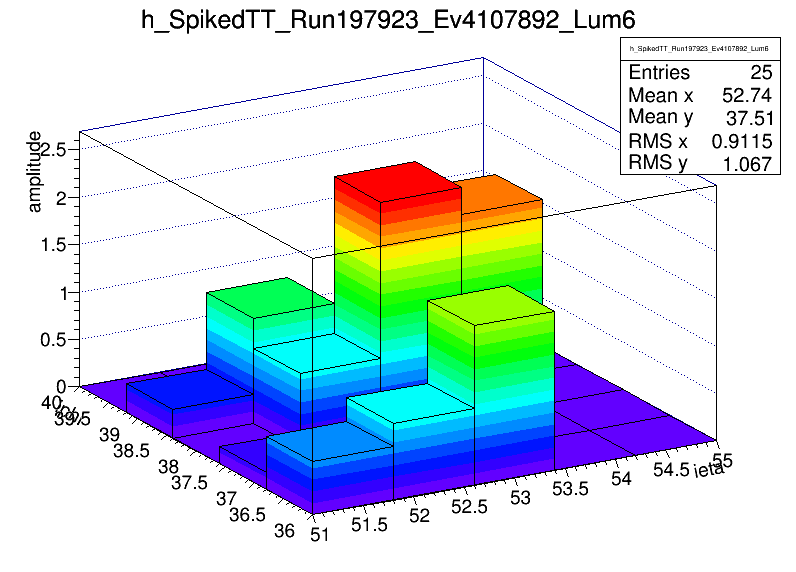 h_SpikedTT_Run197923_Ev4107892_Lum6
h_SpikedTT_Run197923_Ev4107892_Lum6
Entries 25
Mean x 52.74
Mean y 37.51
RMS x 0.9115
RMS y 1.067
amplitude
2.5
2
1.5
1
0.5
0
40
39.5
39
38.5
38
37.5
37
36.5
36
51
51.5
52
52.5
53
53.5
54
54.5
55
ieta